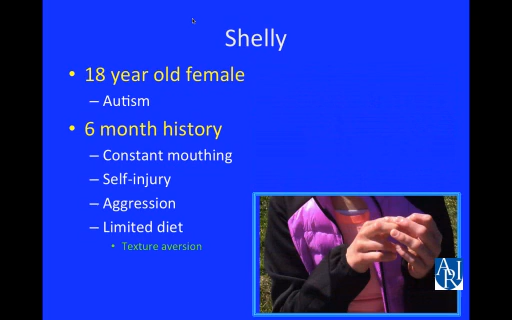 Shelly
• 18 year old female
– Autism
• 6 month history
– Constant mouthing
– Self-injury
– Aggression
– Limited diet
• Texture aversion